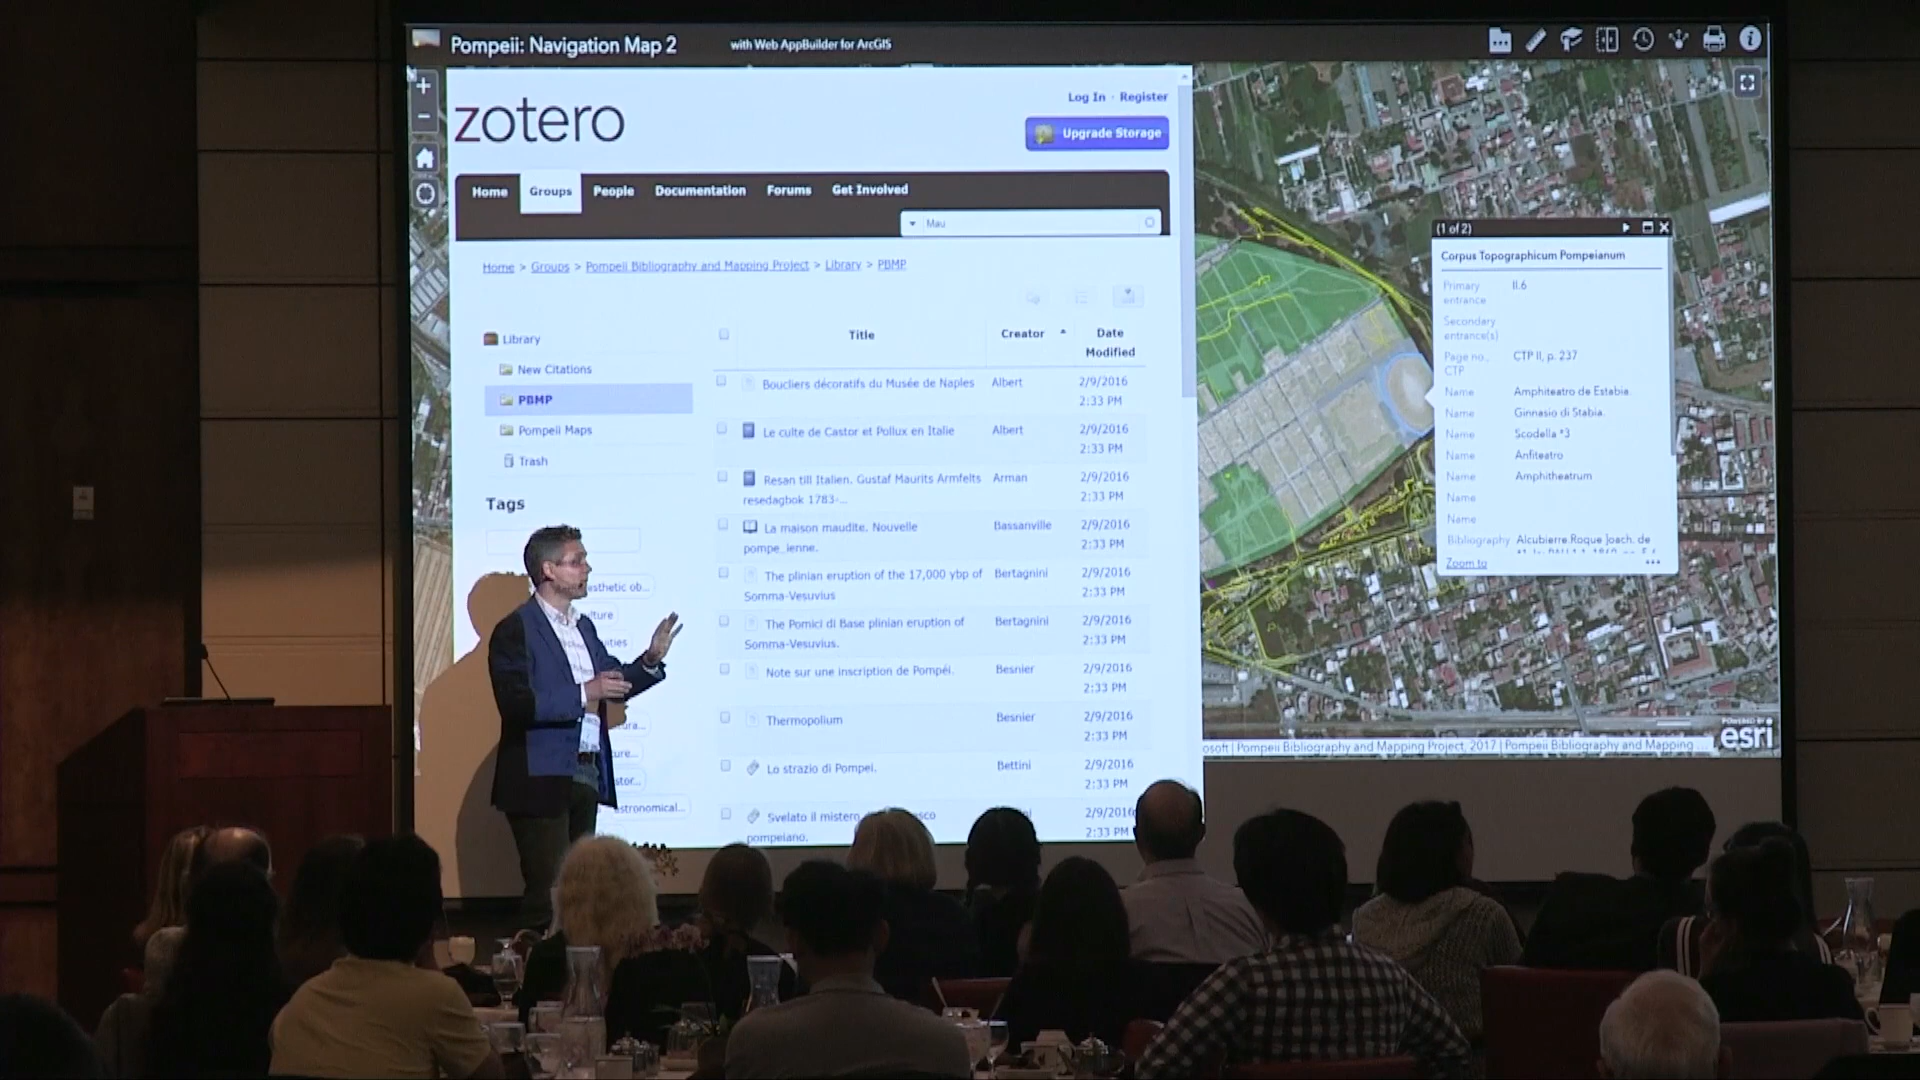 Pompeii: Navigation Map 2
with Web AppBuilder for ArcGIS
zotero
Log In · Register
Upgrade Storage
Home Groups People Documentation Forums Get Involved
Mau
Home > Groups > Pompeii Bibliography and Mapping Project > Library > PBMP
Library
New Citations
PBMP
Pompeii Maps
Trash
Tags
esthetic ob...
stronomical...
Title Creator Date
Modified
Boucliers décoratifs du Musée de Naples Albert 2/9/2016
2:33 PM
Le culte de Castor et Pollux en Italie Albert 2/9/2016
2:33 PM
Resan till Italien. Gustaf Maurits Armfelts Arman 2/9/2016
resedagbok 1783-... 2:33 PM
La maison maudite. Nouvelle Bassanville 2/9/2016
pompe_ienne. 2:33 PM
The plinian eruption of the 17,000 ybp of Bertagnini 2/9/2016
Somma-Vesuvius 2:33 PM
The Pomici di Base plinian eruption of Bertagnini 2/9/2016
Somma-Vesuvius. 2:33 PM
Note sur une inscription de Pompéi. Besnier 2/9/2016
2:33 PM
Thermopolium Besnier 2/9/2016
2:33 PM
Lo strazio di Pompei. Bettini 2/9/2016
2:33 PM
Svelato il mistero 2/9/2016
pompeiano. 2:33 PM
(1 of 2)
Corpus Topographicum Pompeianum
Primary II.6
entrance
Secondary
entrance(s)
Page no., CTP II, p. 237
CTP
Name Amphiteatro de Estabia.
Name Ginnasio di Stabia.
Name Scodella *3
Name Anfiteatro
Name Amphitheatrum
Name
Name
Bibliography Alcubierre.Roque Joach. de
Zoom to
POWERED BY
esri
osoft | Pompeii Bibliography and Mapping Project, 2017 | Pompeii Bibliography and Mapping ...